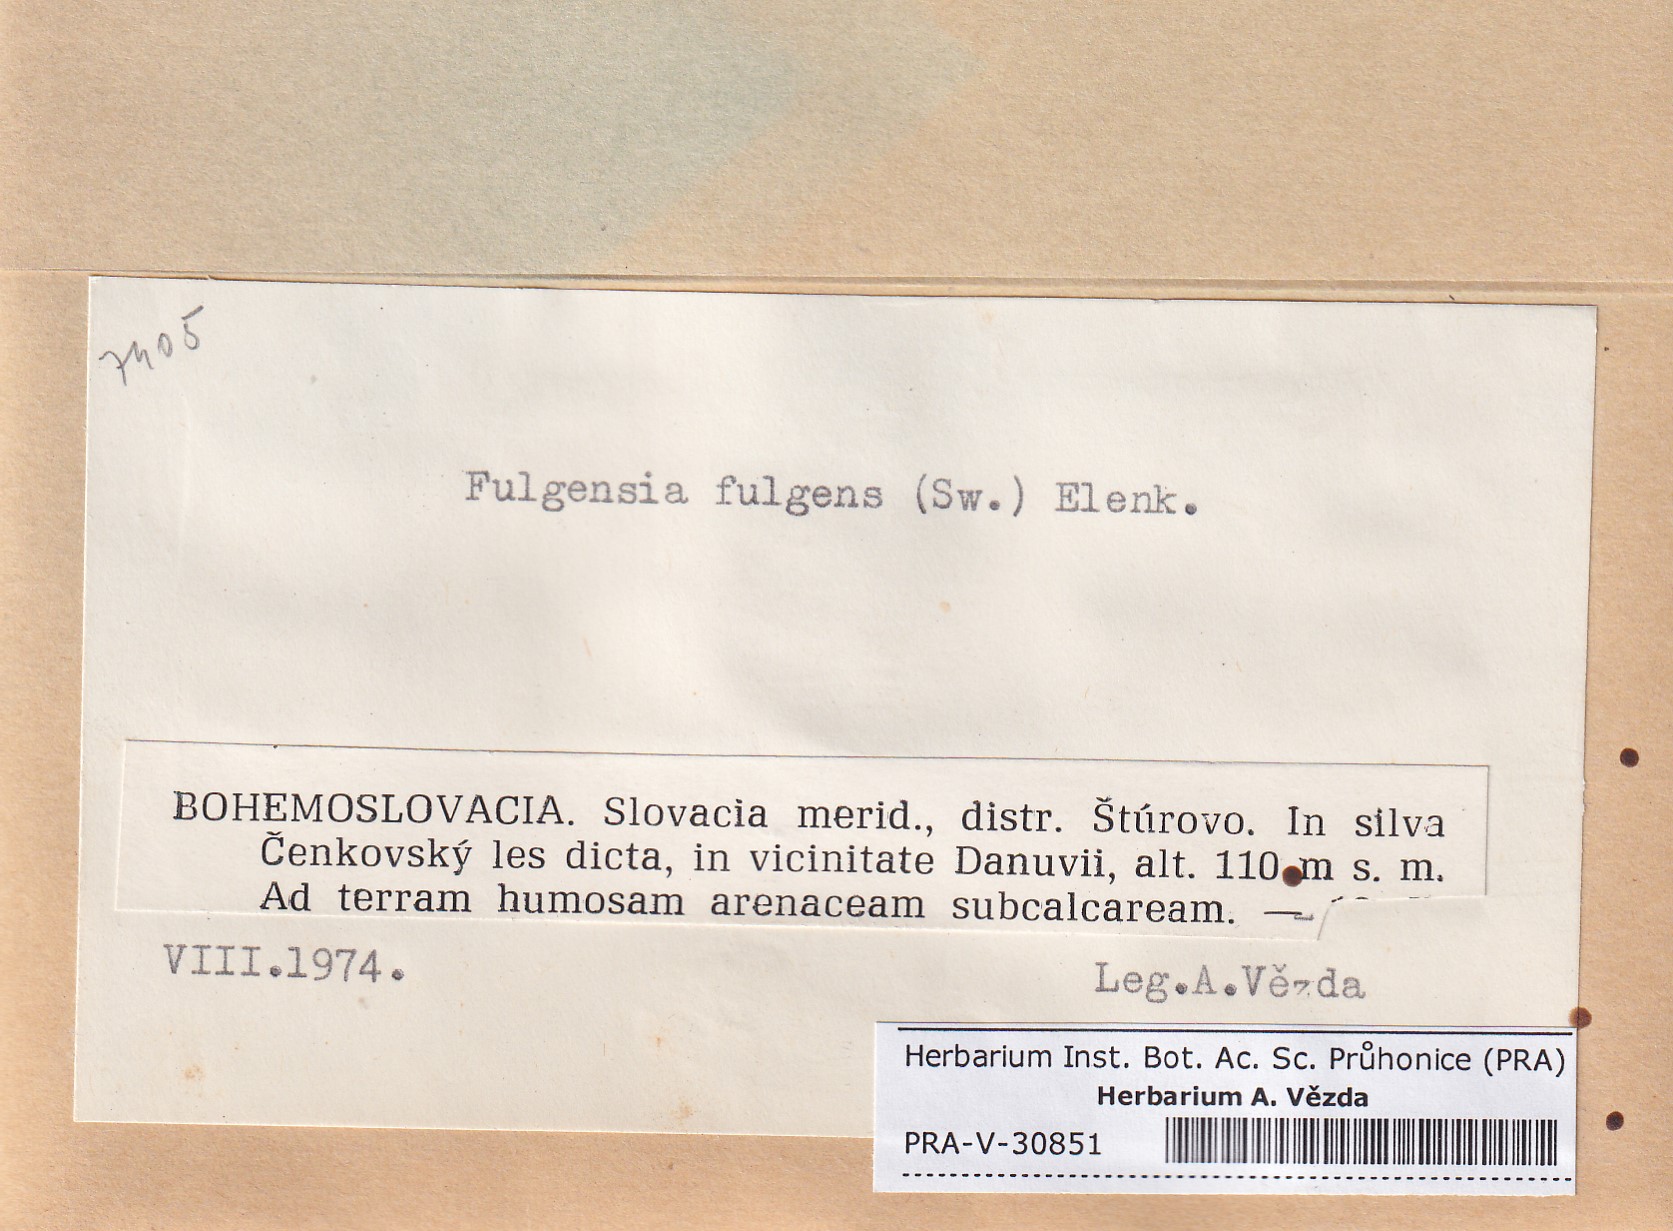 7405
Fulgensia fulgens (Sw.) Elenk.
BOHEMOSLOVACIA. Slovacia merid., distr. Štúrovo. In silva
Čenkovský les dicta, in vicinitate Danuvii, alt. 110 m s. m.
Ad terram humosam arenaceam subcalcaream. —
VIII.1974.
Leg.A.Vězda
Herbarium Inst. Bot. Ac. Sc. Průhonice (PRA)
Herbarium A. Vězda
PRA-V-30851